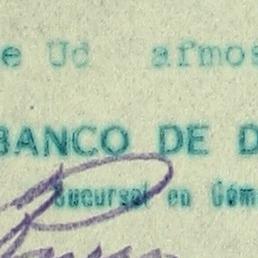 e Ud afmos
BANCO DE D
Sucursal en Góm